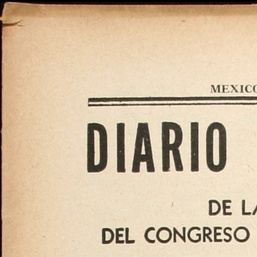 MEXICO
DIARIO
DE LA
DEL CONGRESO